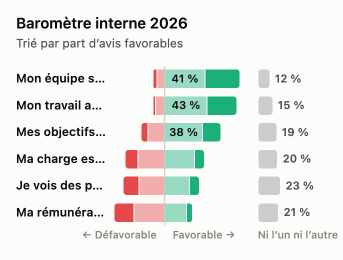 Baromètre interne 2026
Trié par part d’avis favorables
Mon équipe s... 41 % 12 %
Mon travail a... 43 % 15 %
Mes objectifs... 38 % 19 %
Ma charge es... 20 %
Je vois des p... 23 %
Ma rémunéra... 21 %
← Défavorable Favorable → Ni l’un ni l’autre